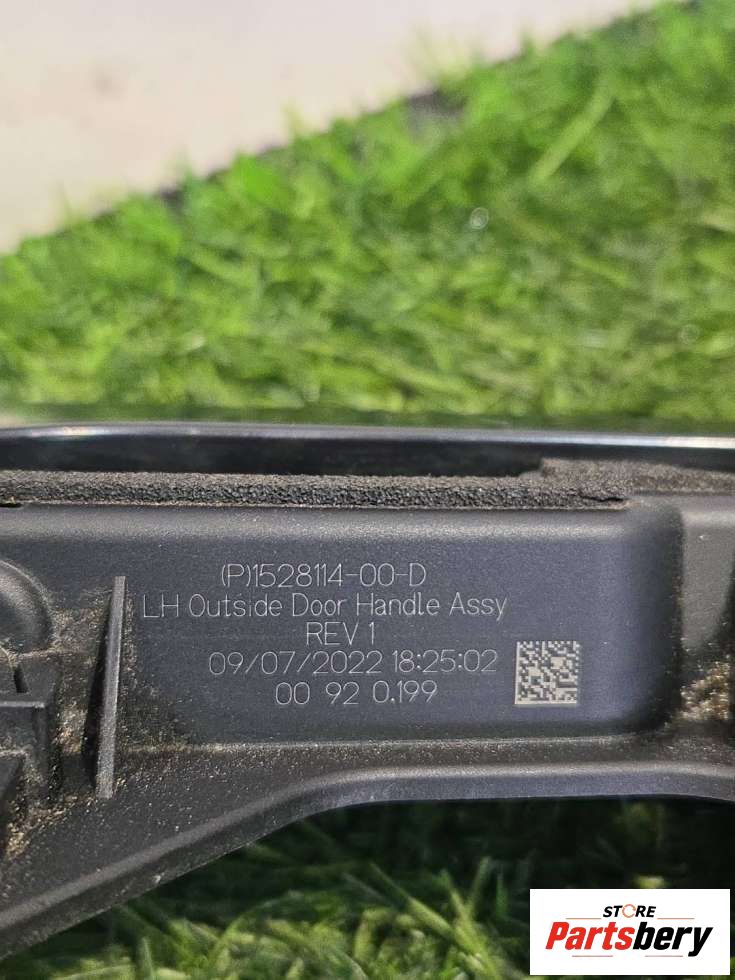 (P)1528114-00-D
LH Outside Door Handle Assy
REV 1
09/07/2022 18:25:02
00 92 0.199
STORE
Partsbery